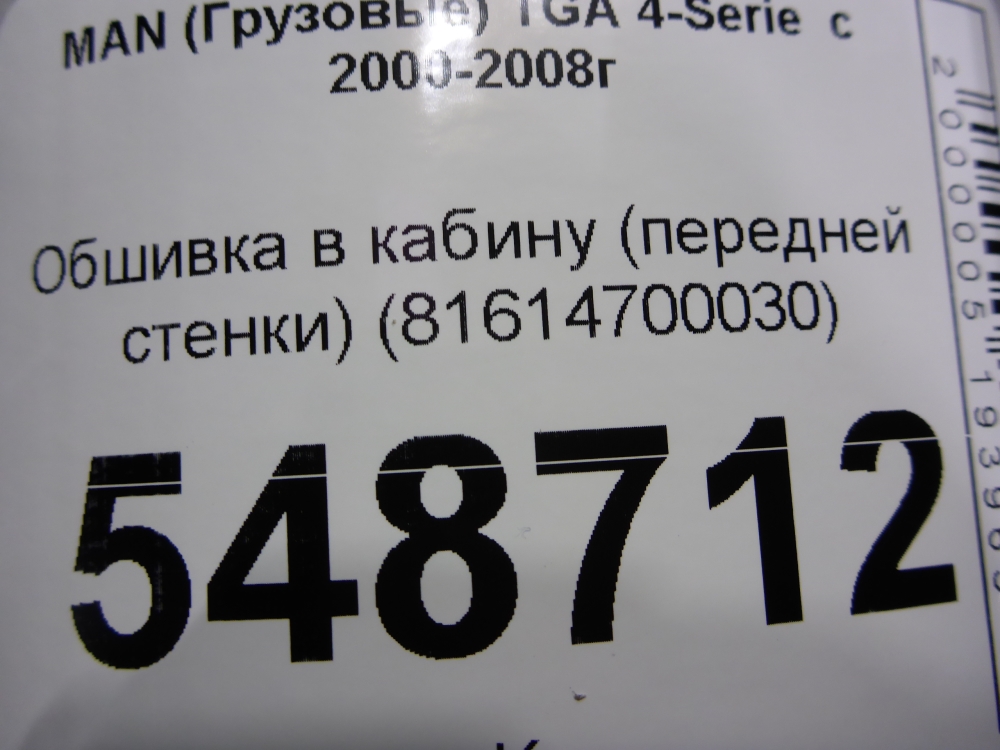 MAN (Грузовые) TGA 4-Serie с
2000-2008г
Обшивка в кабину (передней
стенки) (81614700030)
548712